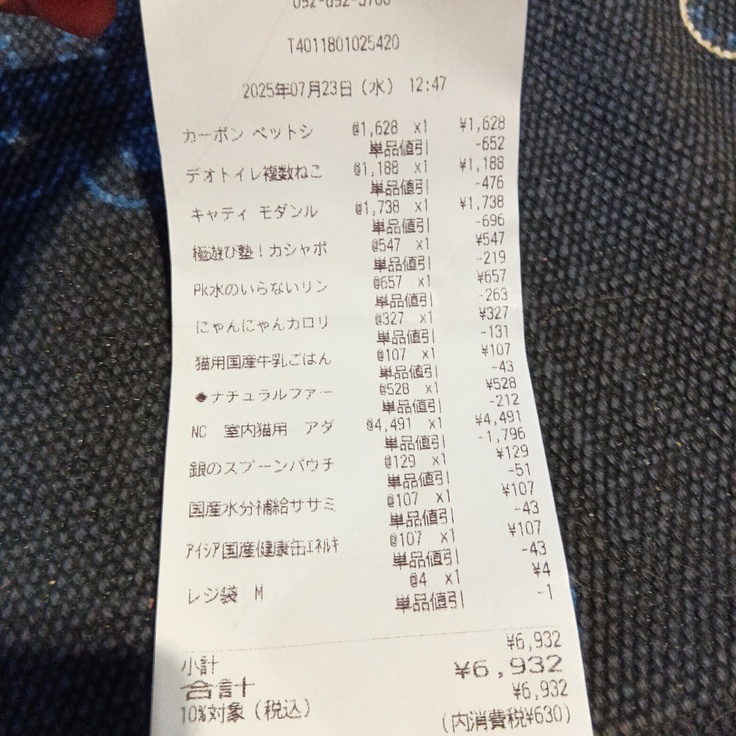 092-692-3700
T4011801025420
2025年07月23日（水） 12:47
カーボン ペットシ @1,628 x1 ¥1,628
単品値引 -652
デオトイレ複数ねこ @1,188 x1 ¥1,188
単品値引 -476
キャティ モダンル @1,738 x1 ¥1,738
単品値引 -696
極遊び塾！カシャポ @547 x1 ¥547
単品値引 -219
PK水のいらないリン @657 x1 ¥657
単品値引 -263
にゃんにゃんカロリ @327 x1 ¥327
単品値引 -131
猫用国産牛乳ごはん @107 x1 ¥107
単品値引 -43
◆ナチュラルファー @528 x1 ¥528
単品値引 -212
NC 室内猫用 アダ @4,491 x1 ¥4,491
単品値引 -1,796
銀のスプーンパウチ @129 x1 ¥129
単品値引 -51
国産水分補給ササミ @107 x1 ¥107
単品値引 -43
ｱｲｼｱ国産健康缶ｴﾈﾙｷ @107 x1 ¥107
単品値引 -43
レジ袋 M @4 x1 ¥4
単品値引 -1
小計 ¥6,932
合計 ¥6,932
10%対象（税込） ¥6,932
（内消費税¥630）